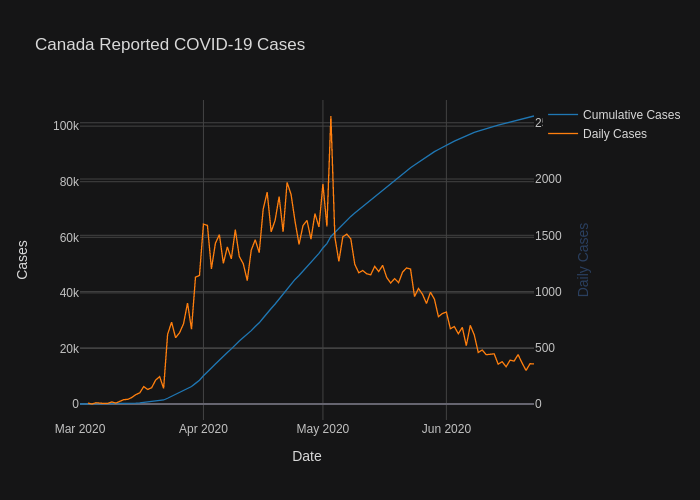 Canada Reported COVID-19 Cases
Cumulative Cases
Daily Cases
100k
80k
60k
40k
20k
0
2000
1500
1000
500
0
Cases
Daily Cases
Mar 2020
Apr 2020
May 2020
Jun 2020
Date